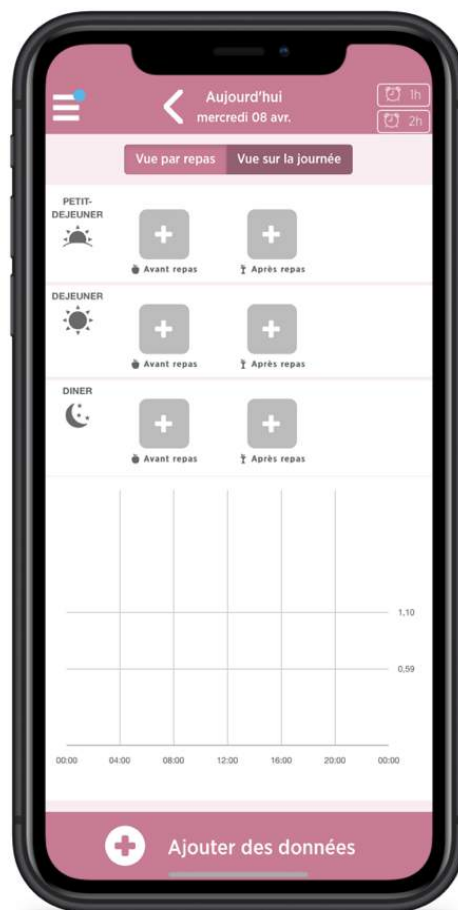 Aujourd'hui
mercredi 08 avr.
1h
2h
Vue par repas
Vue sur la journée
PETIT-
DEJEUNER
Avant repas
Après repas
DEJEUNER
Avant repas
Après repas
DINER
Avant repas
Après repas
1,10
0,59
00:00 04:00 08:00 12:00 16:00 20:00 00:00
Ajouter des données